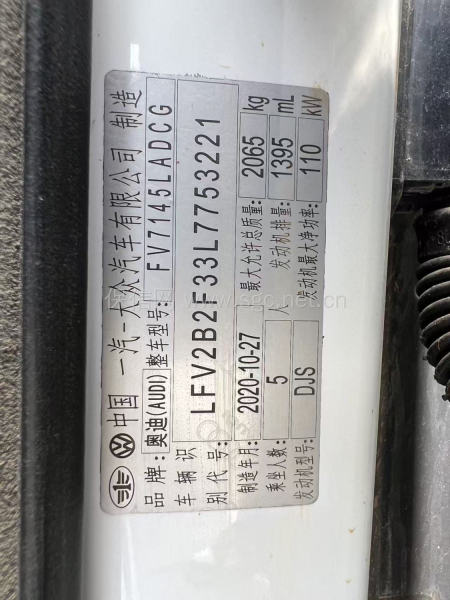 中国 一汽-大众汽车有限公司 制造
品牌: 奥迪(AUDI) 整车型号: FV7145LADCG
车辆识别代号: LFV2B2F33L7753221
制造年月: 2020-10-27 最大允许总质量: 2065 kg
乘坐人数: 5 人 发动机排量: 1395 mL
发动机型号: DJS 发动机最大净功率: 110 kW
www.sgc.net.cn